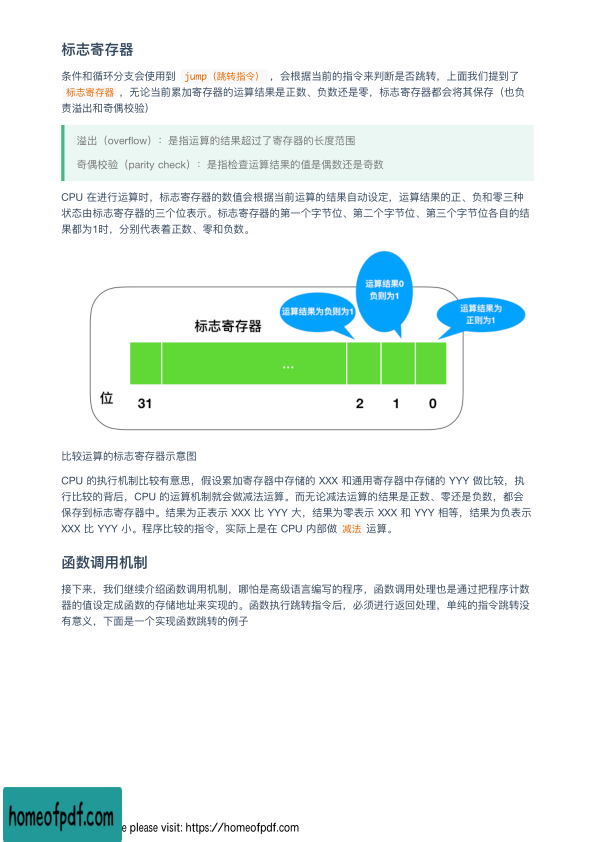 标志寄存器
条件和循环分支会使用到 jump（跳转指令） ，会根据当前的指令来判断是否跳转，上面我们提到了
标志寄存器 ，无论当前累加寄存器的运算结果是正数、负数还是零，标志寄存器都会将其保存（也负
责溢出和奇偶校验）
溢出（overflow）：是指运算的结果超过了寄存器的长度范围
奇偶校验（parity check）：是指检查运算结果的值是偶数还是奇数
CPU 在进行运算时，标志寄存器的数值会根据当前运算的结果自动设定，运算结果的正、负和零三种
状态由标志寄存器的三个位表示。标志寄存器的第一个字节位、第二个字节位、第三个字节位各自的结
果都为1时，分别代表着正数、零和负数。
运算结果0
负则为1
运算结果为负则为1
运算结果为
正则为1
标志寄存器
...
位 31 2 1 0
比较运算的标志寄存器示意图
CPU 的执行机制比较有意思，假设累加寄存器中存储的 XXX 和通用寄存器中存储的 YYY 做比较，执
行比较的背后，CPU 的运算机制就会做减法运算。而无论减法运算的结果是正数、零还是负数，都会
保存到标志寄存器中。结果为正表示 XXX 比 YYY 大，结果为零表示 XXX 和 YYY 相等，结果为负表示
XXX 比 YYY 小。程序比较的指令，实际上是在 CPU 内部做 减法 运算。
函数调用机制
接下来，我们继续介绍函数调用机制，哪怕是高级语言编写的程序，函数调用处理也是通过把程序计数
器的值设定成函数的存储地址来实现的。函数执行跳转指令后，必须进行返回处理，单纯的指令跳转没
有意义，下面是一个实现函数跳转的例子
homeofpdf.com
e please visit: https://homeofpdf.com